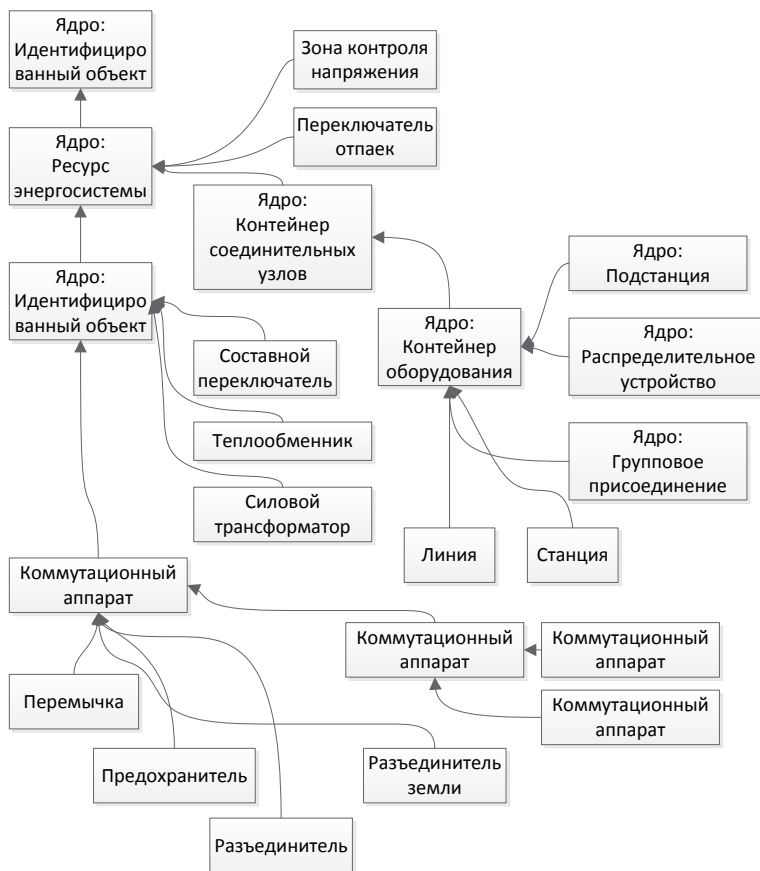 Ядро:
Идентифициро
ванный объект
Зона контроля
напряжения
Переключатель
отпаек
Ядро:
Ресурс
энергосистемы
Ядро:
Контейнер
соединительных
узлов
Ядро:
Подстанция
Ядро:
Идентифициро
ванный объект
Ядро:
Контейнер
оборудования
Ядро:
Распределительное
устройство
Составной
переключатель
Теплообменник
Ядро:
Групповое
присоединение
Силовой
трансформатор
Линия
Станция
Коммутационный
аппарат
Коммутационный
аппарат
Коммутационный
аппарат
Коммутационный
аппарат
Перемычка
Предохранитель
Разъединитель
земли
Разъединитель